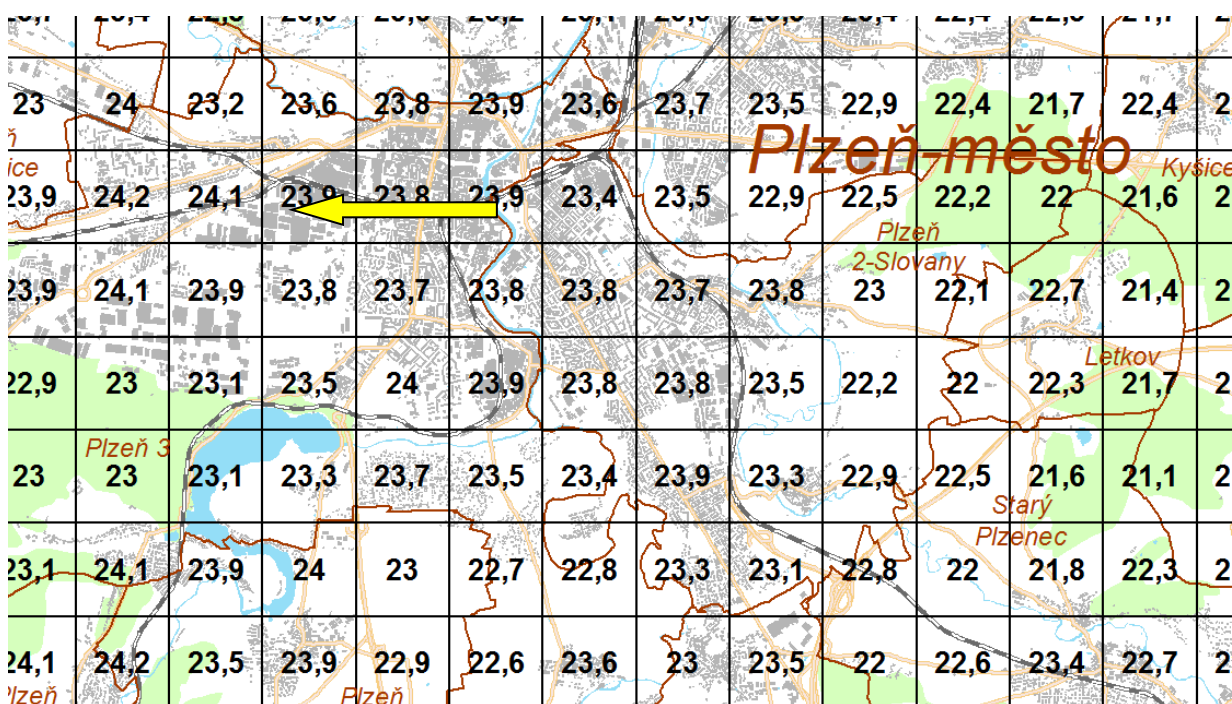 23 24 23,2 23,6 23,8 23,9 23,6 23,7 23,5 22,9 22,4 21,7 22,4
Plzeň-město
Kyšice
23,9 24,2 24,1 23,9 23,8 23,9 23,4 23,5 22,9 22,5 22,2 22 21,6
Plzeň
2-Slovany
23,9 24,1 23,9 23,8 23,7 23,8 23,8 23,7 23,8 23 22,1 22,7 21,4
Letkov
22,9 23 23,1 23,5 24 23,9 23,8 23,8 23,5 22,2 22 22,3 21,7
Plzeň 3
23 23 23,1 23,3 23,7 23,5 23,4 23,9 23,3 22,9 22,5 21,6 21,1
Starý
Plzenec
23,1 24,1 23,9 24 23 22,7 22,8 23,3 23,1 22,8 22 21,8 22,3
24,1 24,2 23,5 23,9 22,9 22,6 23,6 23 23,5 22 22,6 23,4 22,7
Plzeň Plzeň